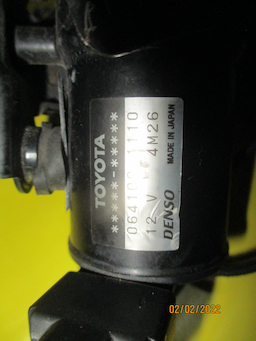 TOYOTA
*****-*****
064100-1110
12 V 4M26
DENSO MADE IN JAPAN
02/02/2022